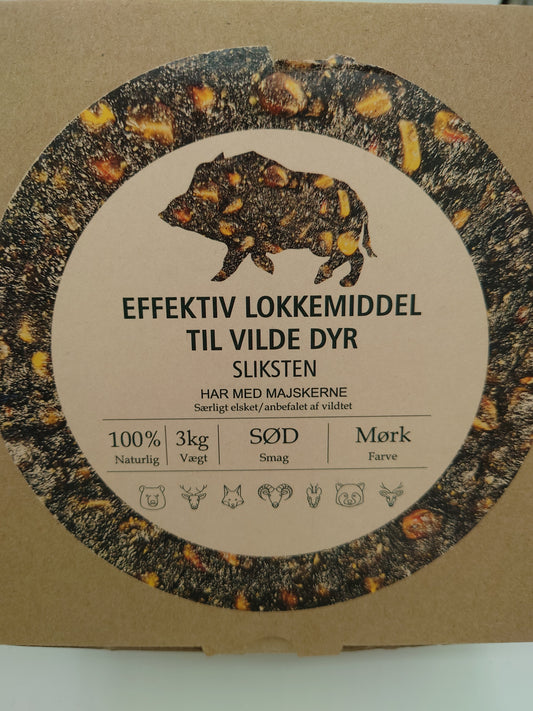 EFFEKTIV LOKKEMIDDEL
TIL VILDE DYR
SLIKSTEN
HAR MED MAJSKERNE
Særligt elsket/anbefalet af vildtet
100% 3kg SØD Mørk
Naturlig Vægt Smag Farve